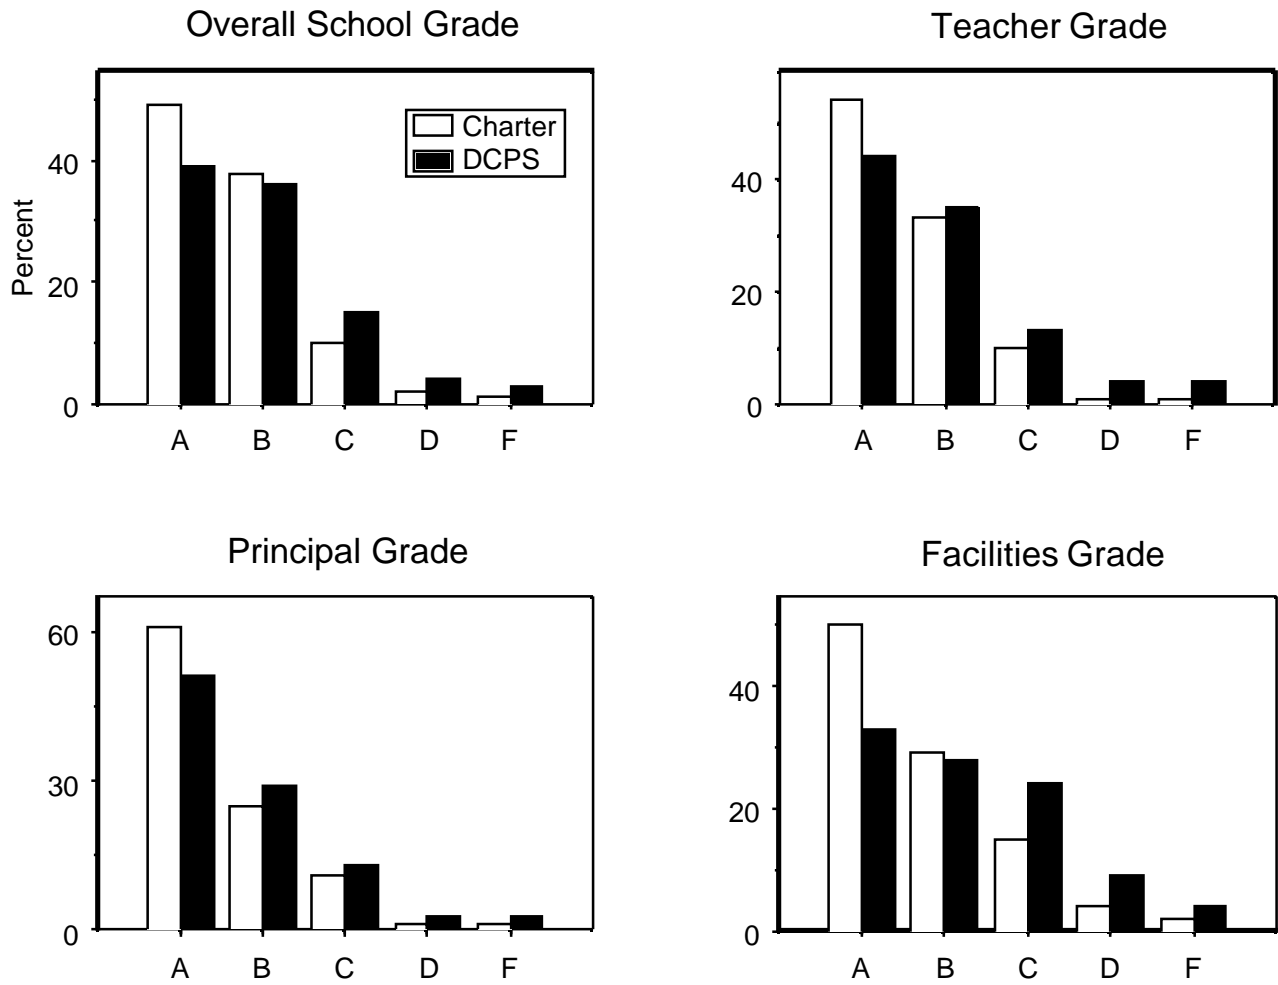 Overall School Grade
Percent
40
20
0
Charter
DCPS
A B C D F
Teacher Grade
40
20
0
A B C D F
Principal Grade
60
30
0
A B C D F
Facilities Grade
40
20
0
A B C D F